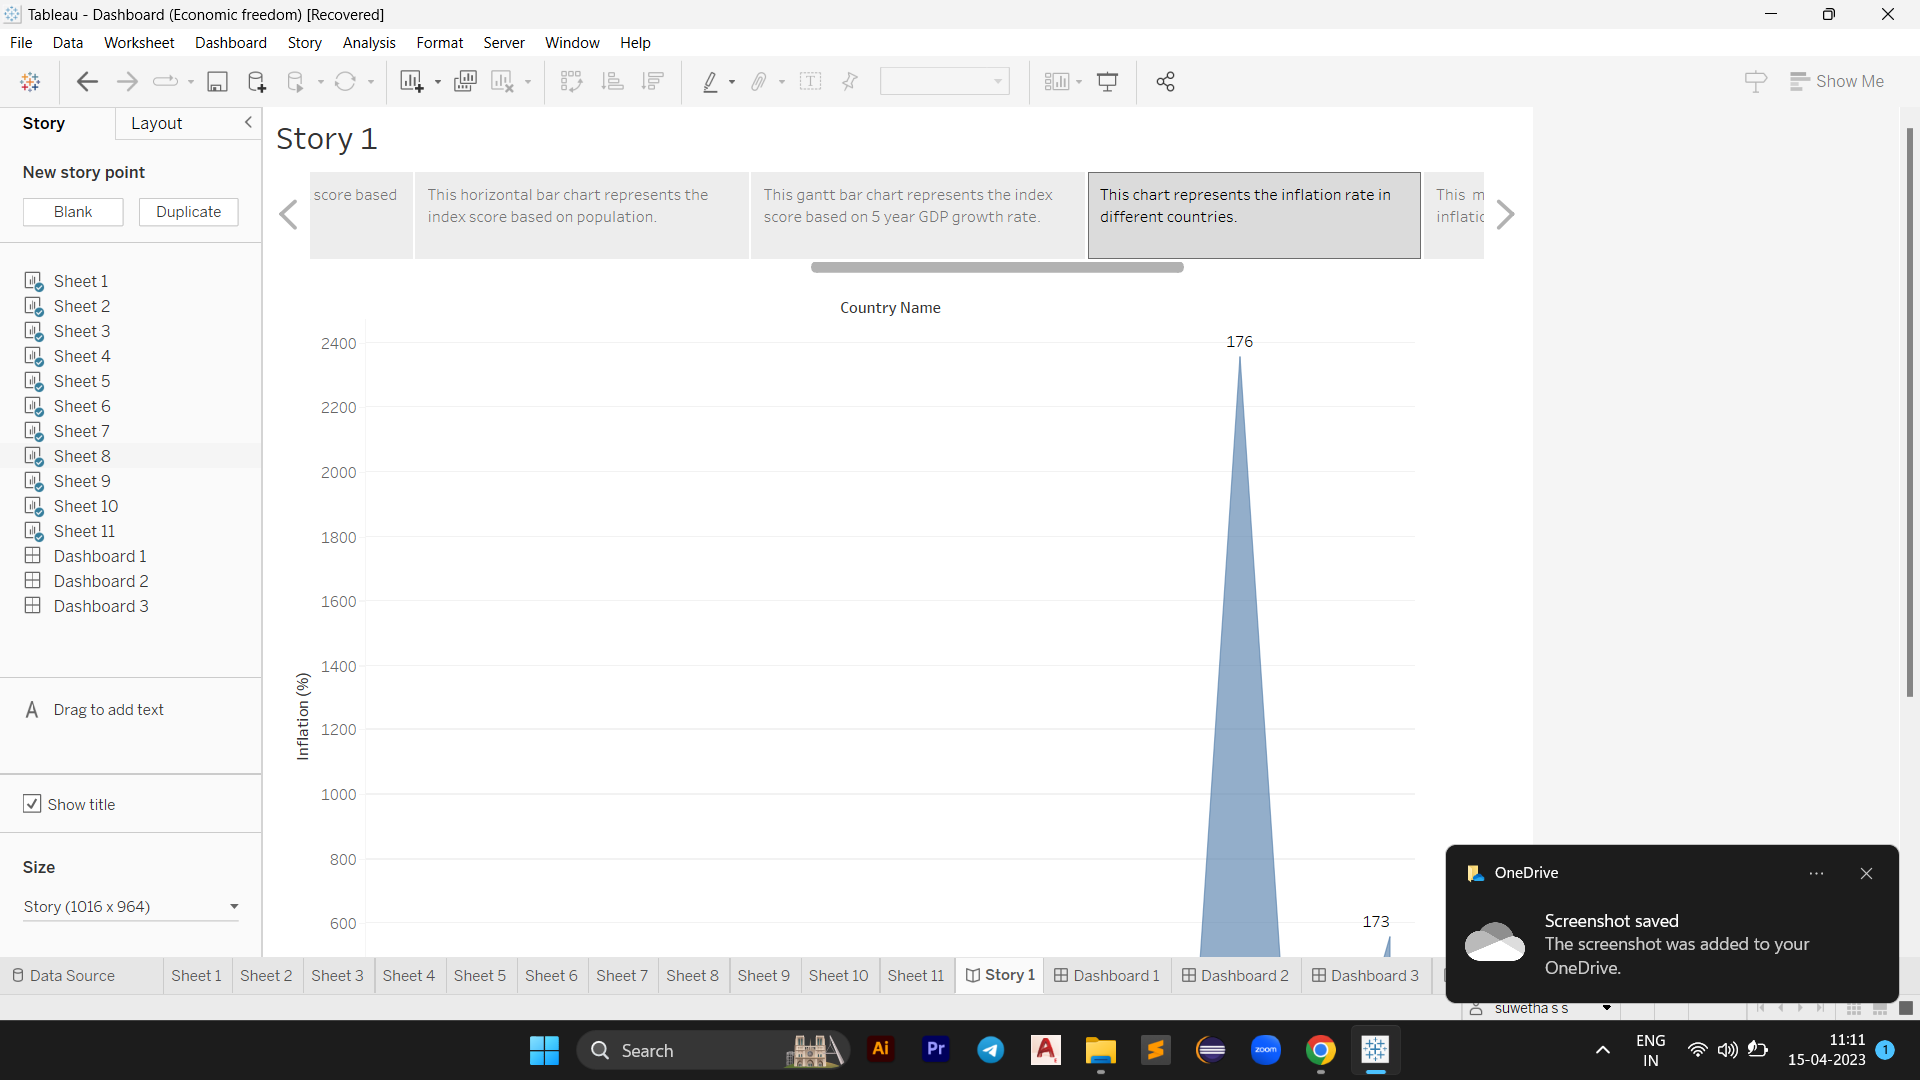 Tableau - Dashboard (Economic freedom) [Recovered]
File Data Worksheet Dashboard Story Analysis Format Server Window Help
Show Me
Story Layout
New story point
Blank Duplicate
Sheet 1
Sheet 2
Sheet 3
Sheet 4
Sheet 5
Sheet 6
Sheet 7
Sheet 8
Sheet 9
Sheet 10
Sheet 11
Dashboard 1
Dashboard 2
Dashboard 3
A Drag to add text
Show title
Size
Story (1016 x 964)
Story 1
score based
This horizontal bar chart represents the
index score based on population.
This gantt bar chart represents the index
score based on 5 year GDP growth rate.
This chart represents the inflation rate in
different countries.
This m
inflatio
Country Name
Inflation (%)
2400
2200
2000
1800
1600
1400
1200
1000
800
600
176
173
OneDrive
Screenshot saved
The screenshot was added to your
OneDrive.
Data Source Sheet 1 Sheet 2 Sheet 3 Sheet 4 Sheet 5 Sheet 6 Sheet 7 Sheet 8 Sheet 9 Sheet 10 Sheet 11 Story 1 Dashboard 1 Dashboard 2 Dashboard 3
suwetha s s
Search
Ai
Pr
A
zoom
ENG
IN
11:11
15-04-2023
1